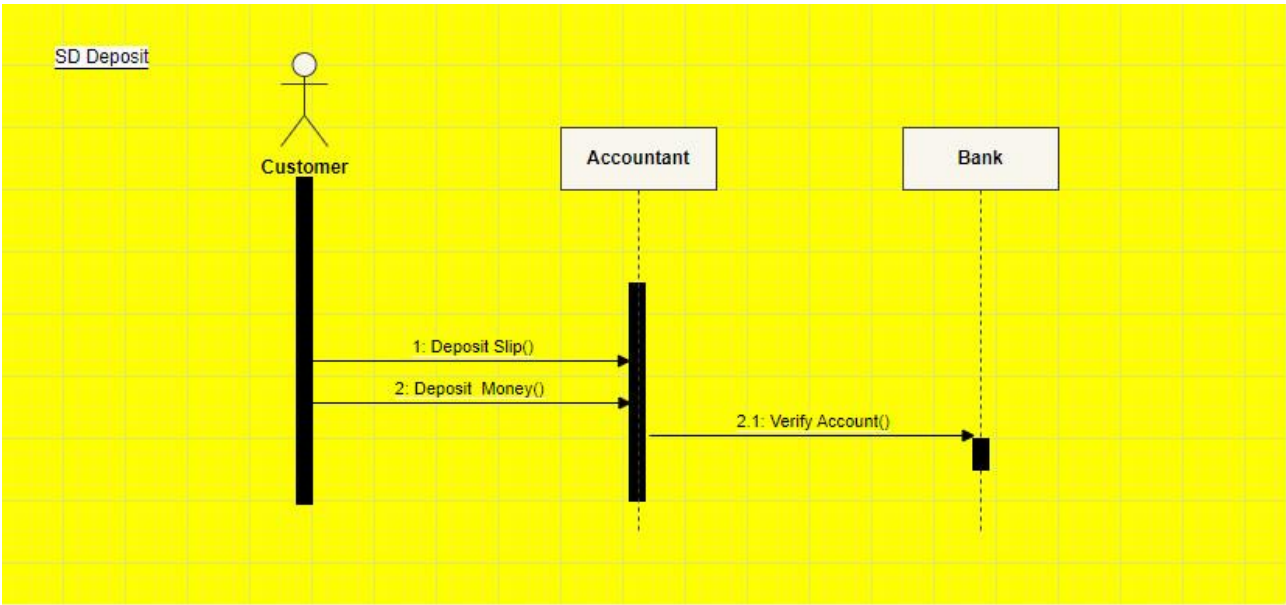 SD Deposit
Customer
Accountant
Bank
1: Deposit Slip()
2: Deposit  Money()
2.1: Verify Account()